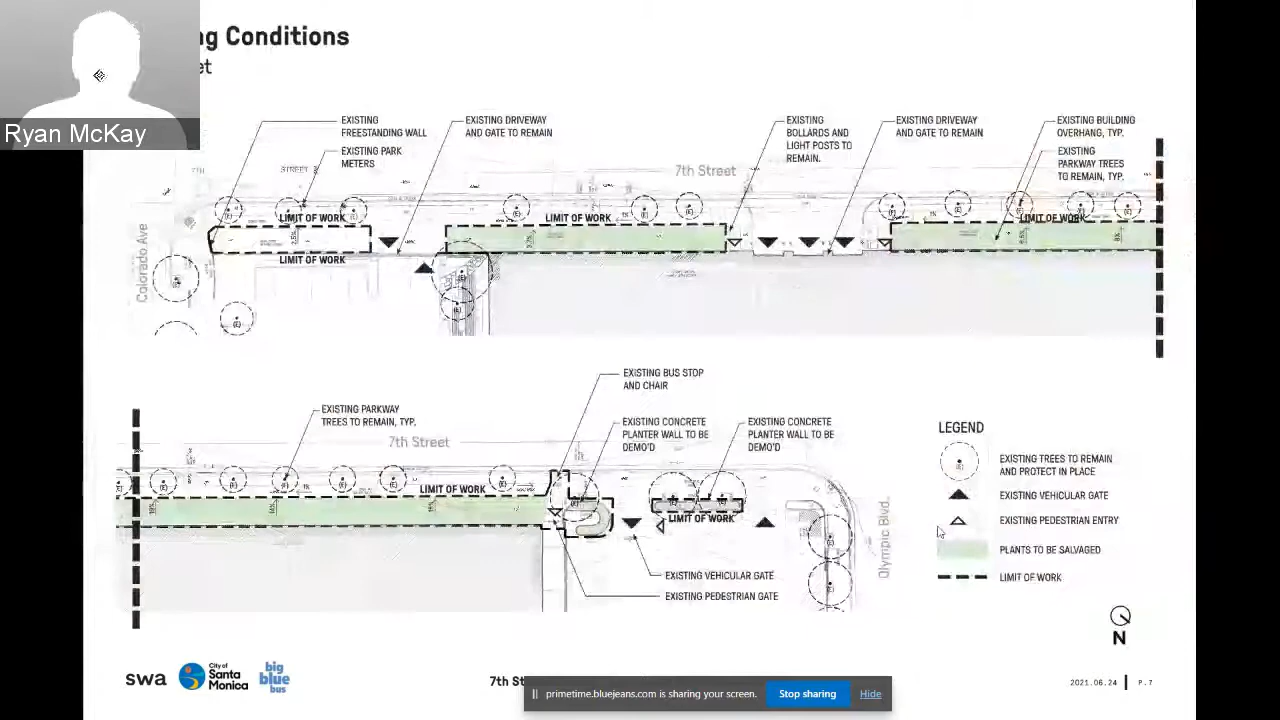 ng Conditions
et
Ryan McKay
EXISTING
FREESTANDING WALL
EXISTING PARK
METERS
EXISTING DRIVEWAY
AND GATE TO REMAIN
EXISTING
BOLLARDS AND
LIGHT POSTS TO
REMAIN.
EXISTING DRIVEWAY
AND GATE TO REMAIN
EXISTING BUILDING
OVERHANG, TYP.
EXISTING
PARKWAY TREES
TO REMAIN, TYP.
7TH
STREET
7th Street
LIMIT OF WORK
LIMIT OF WORK
LIMIT OF WORK
LIMIT OF WORK
Colorado Ave
EXISTING BUS STOP
AND CHAIR
EXISTING PARKWAY
TREES TO REMAIN, TYP.
EXISTING CONCRETE
PLANTER WALL TO BE
DEMO'D
EXISTING CONCRETE
PLANTER WALL TO BE
DEMO'D
7th Street
LIMIT OF WORK
LIMIT OF WORK
Olympic Blvd.
EXISTING VEHICULAR GATE
EXISTING PEDESTRIAN GATE
LEGEND
EXISTING TREES TO REMAIN
AND PROTECT IN PLACE
EXISTING VEHICULAR GATE
EXISTING PEDESTRIAN ENTRY
PLANTS TO BE SALVAGED
LIMIT OF WORK
N
swa
City of
Santa
Monica
big
blue
bus
7th St
primetime.bluejeans.com is sharing your screen.
Stop sharing
Hide
2021.06.24
P.7